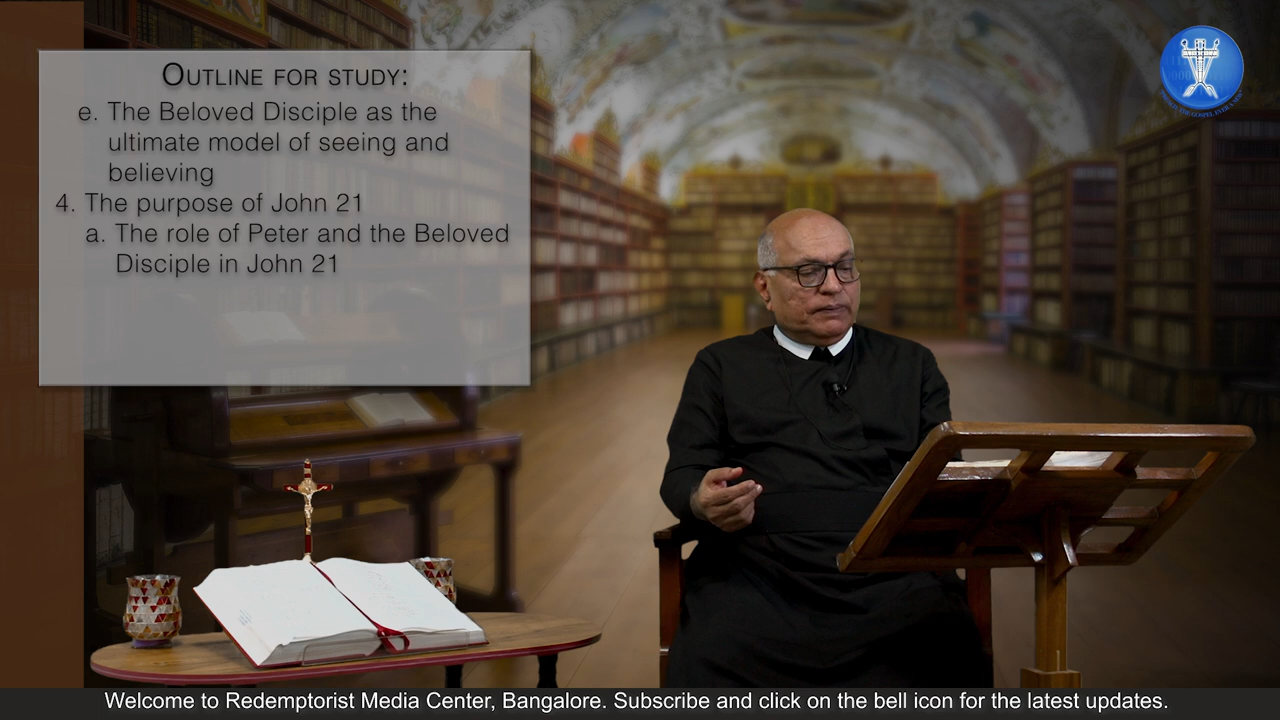 OUTLINE FOR STUDY:
e. The Beloved Disciple as the
ultimate model of seeing and
believing
4. The purpose of John 21
a. The role of Peter and the Beloved
Disciple in John 21
Welcome to Redemptorist Media Center, Bangalore. Subscribe and click on the bell icon for the latest updates.